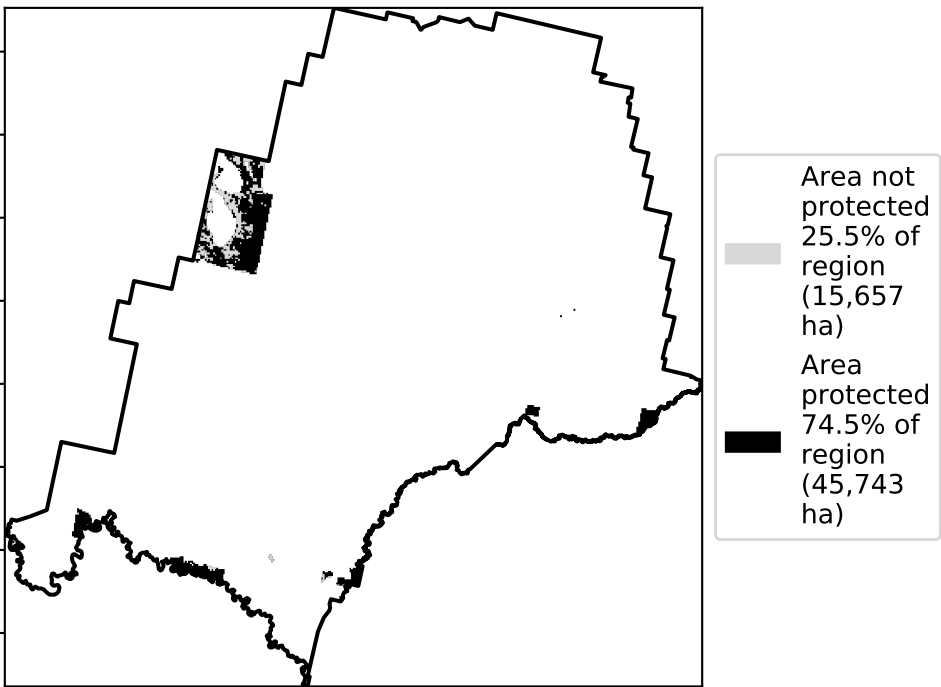 Area not
protected
25.5% of
region
(15,657
ha)
Area
protected
74.5% of
region
(45,743
ha)